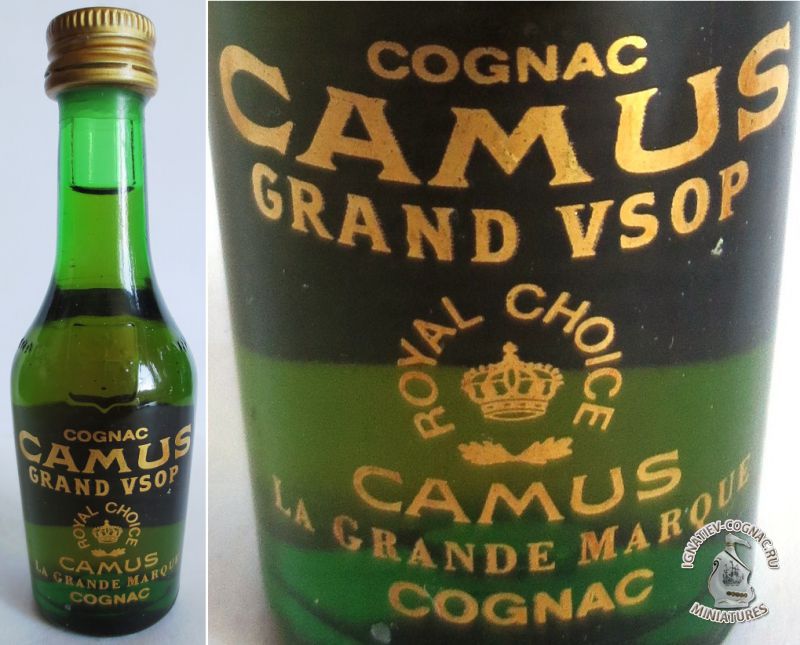 COGNAC
CAMUS
GRAND VSOP
ROYAL CHOICE
CAMUS
LA GRANDE MARQUE
COGNAC
COGNAC
CAMUS
GRAND VSOP
ROYAL CHOICE
CAMUS
LA GRANDE MARQUE
COGNAC
IGNATIEV-COGNAC.RU
MINIATURES